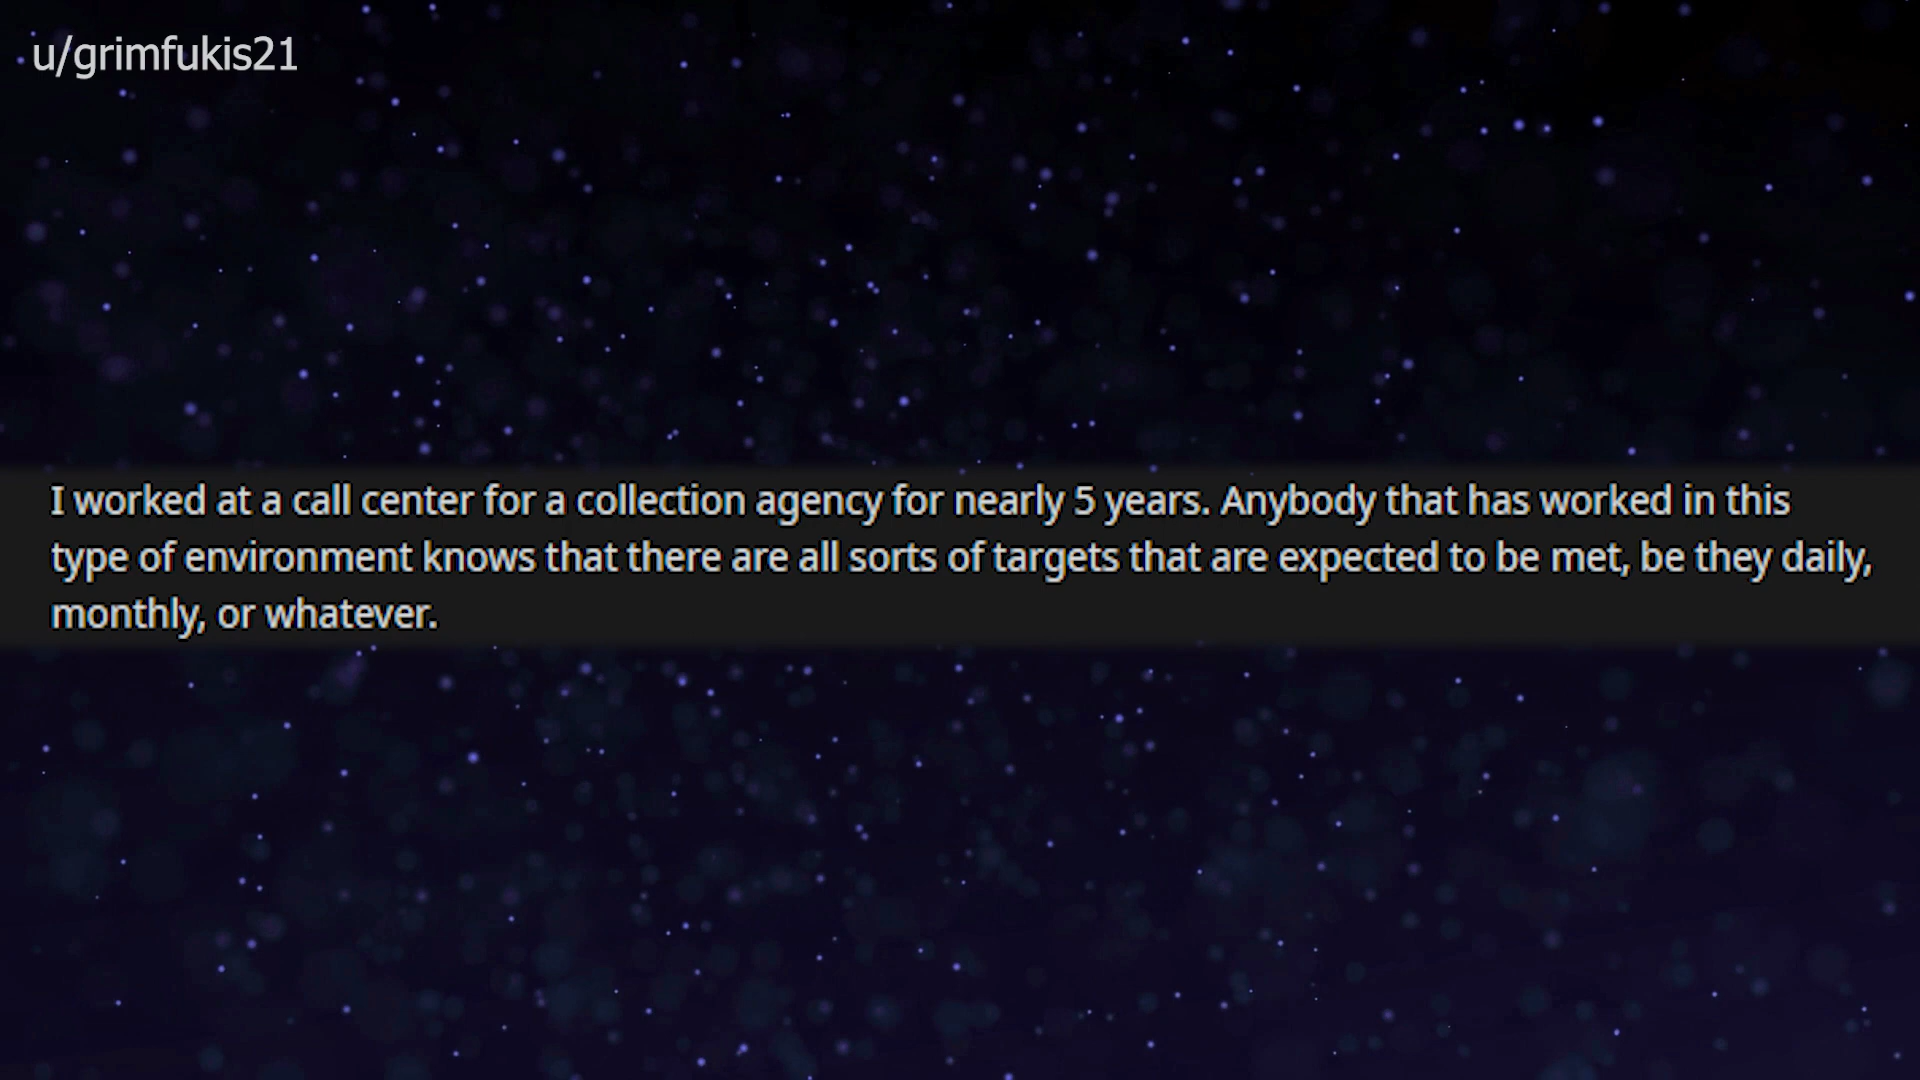 u/grimfukis21
I worked at a call center for a collection agency for nearly 5 years. Anybody that has worked in this
type of environment knows that there are all sorts of targets that are expected to be met, be they daily,
monthly, or whatever.